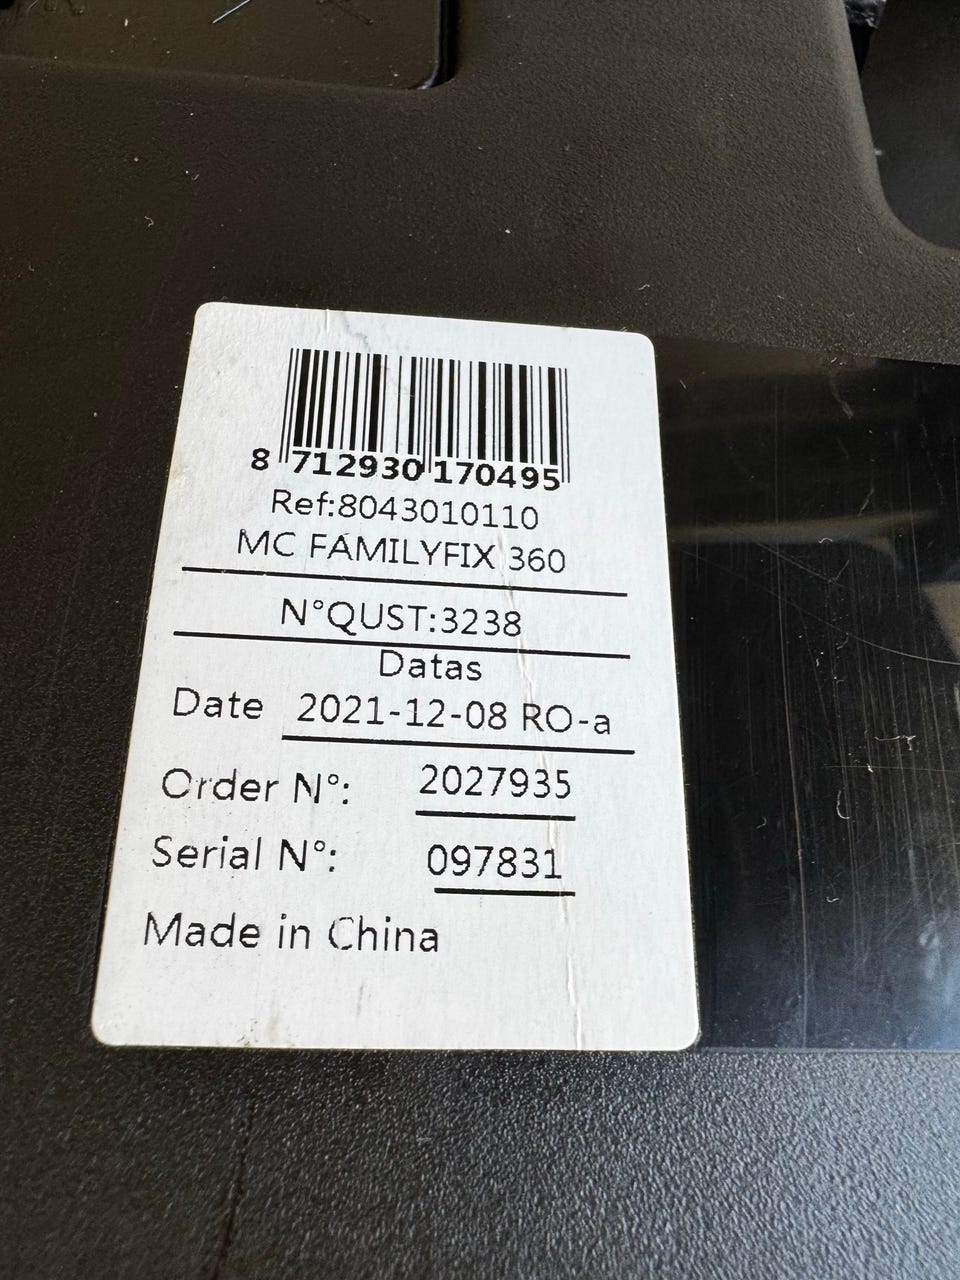 8 712930 170495
Ref:8043010110
MC FAMILYFIX 360
N°QUST:3238
Datas
Date 2021-12-08 RO-a
Order N°: 2027935
Serial N°: 097831
Made in China